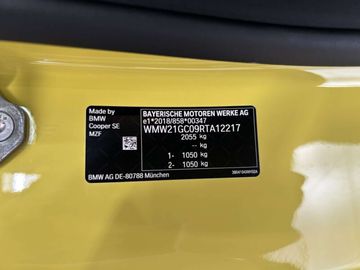 Made by
BMW
Cooper SE
MZF
BAYERISCHE MOTOREN WERKE AG
e1*2018/858*00347
WMW21GC09RTA12217
2055 kg
-- kg
1- 1050 kg
2- 1050 kg
BMW AG DE-80788 München